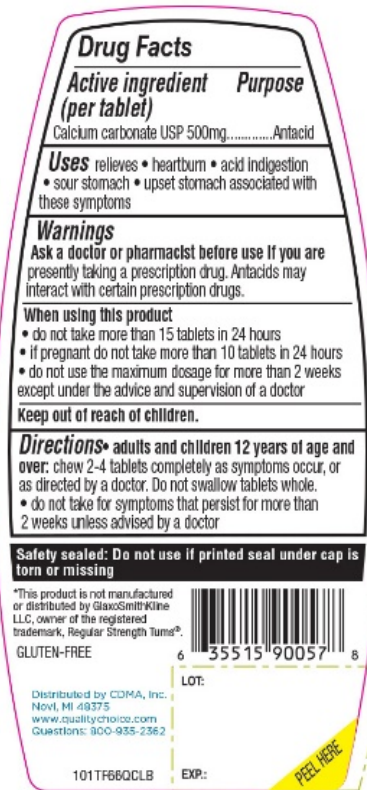 Drug Facts
Active ingredient Purpose
(per tablet)
Calcium carbonate USP 500mg.............Antacid
Uses relieves • heartburn • acid indigestion
• sour stomach • upset stomach associated with
these symptoms
Warnings
Ask a doctor or pharmacist before use if you are
presently taking a prescription drug. Antacids may
interact with certain prescription drugs.
When using this product
• do not take more than 15 tablets in 24 hours
• if pregnant do not take more than 10 tablets in 24 hours
• do not use the maximum dosage for more than 2 weeks
except under the advice and supervision of a doctor
Keep out of reach of children.
Directions• adults and children 12 years of age and
over: chew 2-4 tablets completely as symptoms occur, or
as directed by a doctor. Do not swallow tablets whole.
• do not take for symptoms that persist for more than
2 weeks unless advised by a doctor
Safety sealed: Do not use if printed seal under cap is
torn or missing
*This product is not manufactured
or distributed by GlaxoSmithKline
LLC, owner of the registered
trademark, Regular Strength Tums®.
GLUTEN-FREE
6 35515 90057 8
Distributed by CDMA, Inc.
Novi, MI 48375
www.qualitychoice.com
Questions: 800-935-2362
101TF66QCLB
LOT:
EXP.:
PEEL HERE